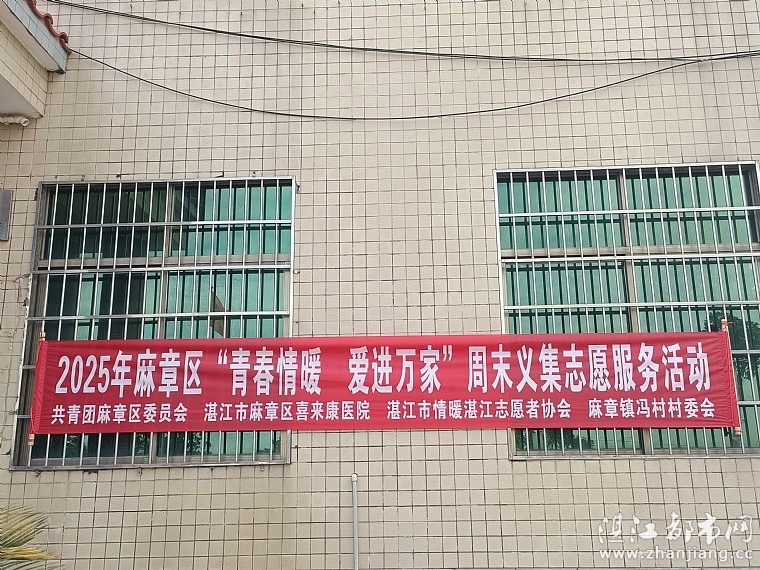 2025年麻章区“青春情暖 爱进万家”周末义集志愿服务活动
共青团麻章区委员会 湛江市麻章区喜来康医院 湛江市情暖湛江志愿者协会 麻章镇冯村村委会
湛江都市网
www.zhanjiang.cc